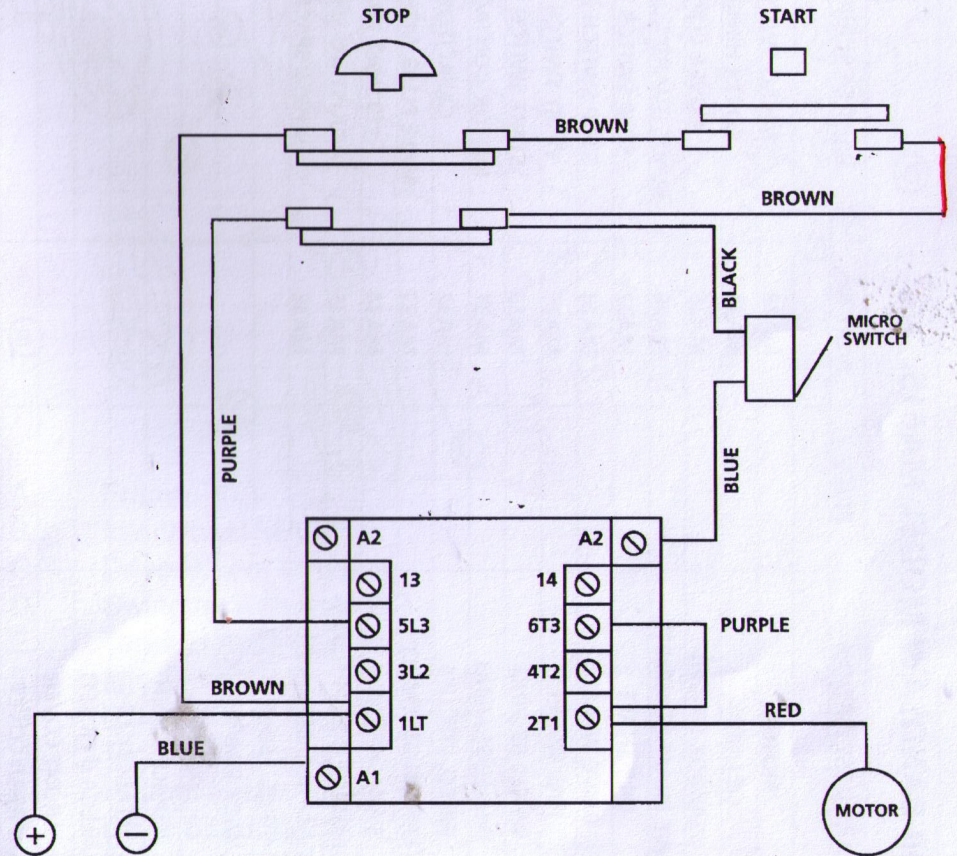 STOP
START
BROWN
BROWN
BLACK
MICRO
SWITCH
PURPLE
BLUE
A2
A2
13
14
5L3
6T3
PURPLE
3L2
4T2
BROWN
1LT
2T1
RED
BLUE
A1
MOTOR
+
−